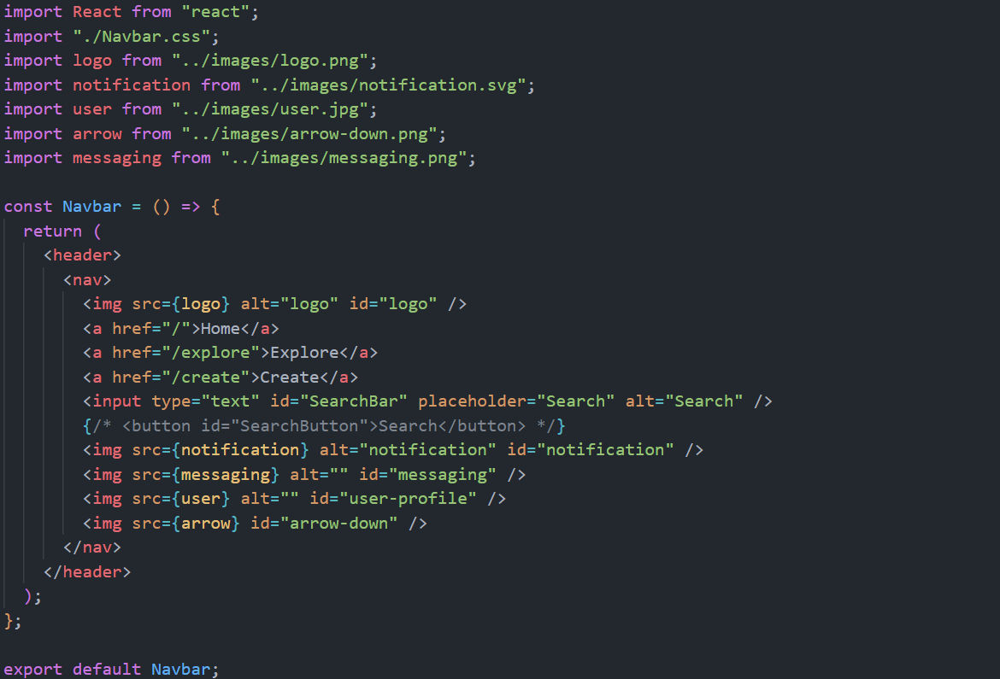 import React from "react";
import "./Navbar.css";
import logo from "../images/logo.png";
import notification from "../images/notification.svg";
import user from "../images/user.jpg";
import arrow from "../images/arrow-down.png";
import messaging from "../images/messaging.png";

const Navbar = () => {
  return (
    <header>
      <nav>
        <img src={logo} alt="logo" id="logo" />
        <a href="/">Home</a>
        <a href="/explore">Explore</a>
        <a href="/create">Create</a>
        <input type="text" id="SearchBar" placeholder="Search" alt="Search" />
        {/* <button id="SearchButton">Search</button> */}
        <img src={notification} alt="notification" id="notification" />
        <img src={messaging} alt="" id="messaging" />
        <img src={user} alt="" id="user-profile" />
        <img src={arrow} id="arrow-down" />
      </nav>
    </header>
  );
};

export default Navbar;